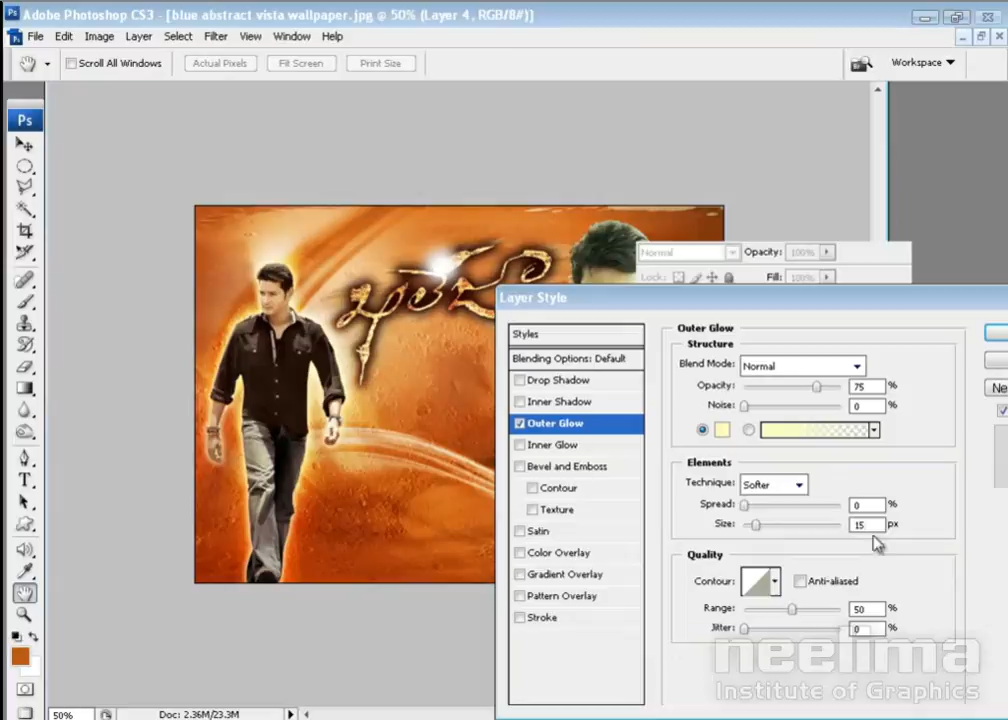 Adobe Photoshop CS3 - [blue abstract vista wallpaper.jpg @ 50% (Layer 4, RGB/8#)]
File Edit Image Layer Select Filter View Window Help
Scroll All Windows Actual Pixels Fit Screen Print Size Workspace
Ps
Normal Opacity: 100%
Lock: Fill: 100%
ఖలేజా
Layer Style
Styles
Blending Options: Default
Drop Shadow
Inner Shadow
Outer Glow
Inner Glow
Bevel and Emboss
Contour
Texture
Satin
Color Overlay
Gradient Overlay
Pattern Overlay
Stroke
Outer Glow
Structure
Blend Mode: Normal
Opacity: 75 %
Noise: 0 %
Elements
Technique: Softer
Spread: 0 %
Size: 15 px
Quality
Contour: Anti-aliased
Range: 50 %
Jitter: 0 %
Ne
neelima
Institute of Graphics
50% Doc: 2.36M/23.3M